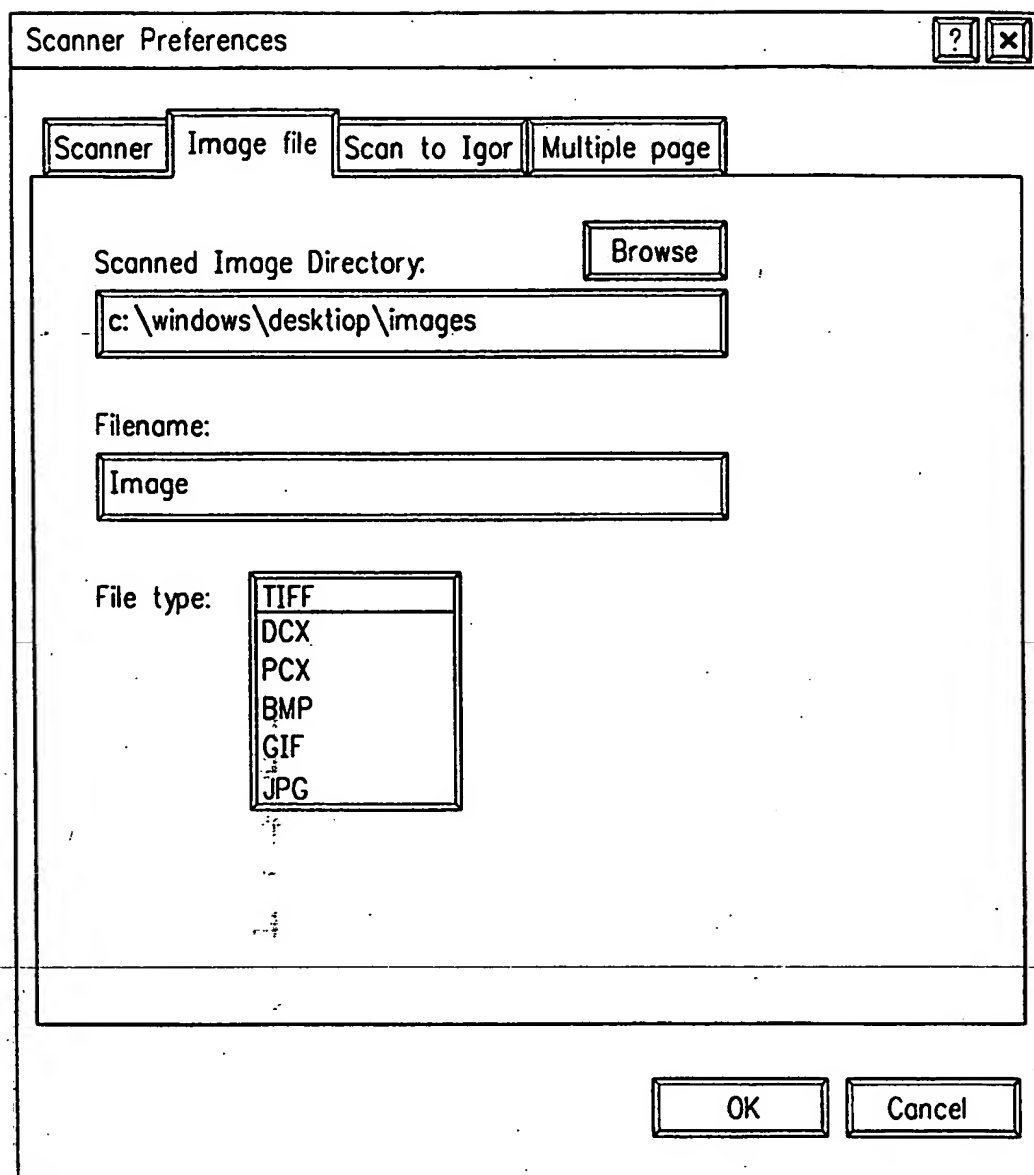 Scanner Preferences ? ×
Scanner Image file Scan to Igor Multiple page
Scanned Image Directory: Browse
c:\windows\desktiop\images
Filename:
Image
File type: TIFF
DCX
PCX
BMP
GIF
JPG
OK Cancel